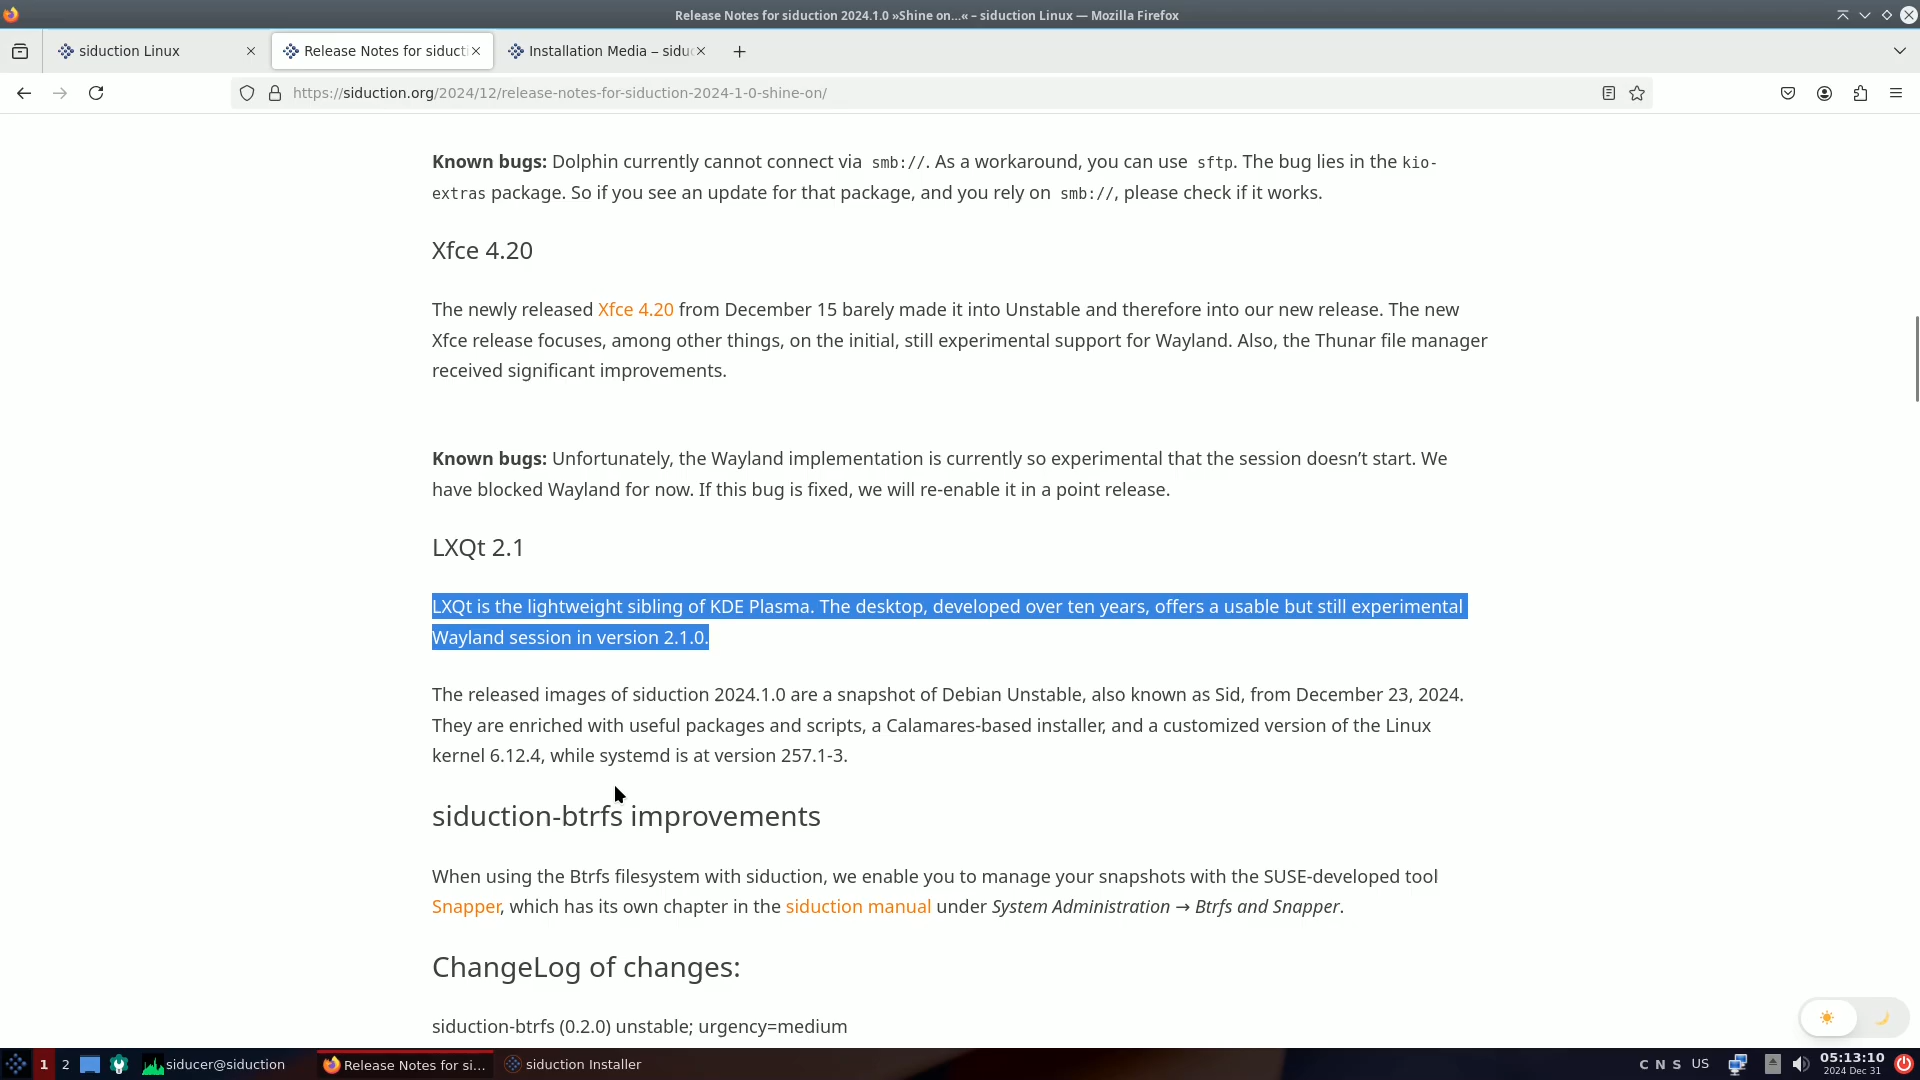 Release Notes for siduction 2024.1.0 »Shine on…« – siduction Linux — Mozilla Firefox
siduction Linux
Release Notes for siducti
Installation Media – siduc
https://siduction.org/2024/12/release-notes-for-siduction-2024-1-0-shine-on/
Known bugs: Dolphin currently cannot connect via smb://. As a workaround, you can use sftp. The bug lies in the kio-
extras package. So if you see an update for that package, and you rely on smb://, please check if it works.
Xfce 4.20
The newly released Xfce 4.20 from December 15 barely made it into Unstable and therefore into our new release. The new
Xfce release focuses, among other things, on the initial, still experimental support for Wayland. Also, the Thunar file manager
received significant improvements.
Known bugs: Unfortunately, the Wayland implementation is currently so experimental that the session doesn’t start. We
have blocked Wayland for now. If this bug is fixed, we will re-enable it in a point release.
LXQt 2.1
LXQt is the lightweight sibling of KDE Plasma. The desktop, developed over ten years, offers a usable but still experimental
Wayland session in version 2.1.0.
The released images of siduction 2024.1.0 are a snapshot of Debian Unstable, also known as Sid, from December 23, 2024.
They are enriched with useful packages and scripts, a Calamares-based installer, and a customized version of the Linux
kernel 6.12.4, while systemd is at version 257.1-3.
siduction-btrfs improvements
When using the Btrfs filesystem with siduction, we enable you to manage your snapshots with the SUSE-developed tool
Snapper, which has its own chapter in the siduction manual under System Administration → Btrfs and Snapper.
ChangeLog of changes:
siduction-btrfs (0.2.0) unstable; urgency=medium
1 2 siducer@siduction Release Notes for si... siduction Installer C N S US 05:13:10
2024 Dec 31